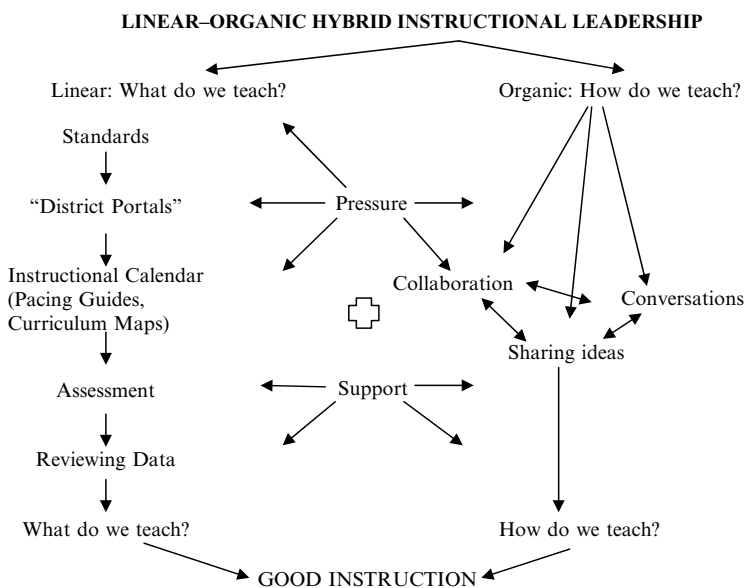 LINEAR–ORGANIC HYBRID INSTRUCTIONAL LEADERSHIP
Linear: What do we teach?
Organic: How do we teach?
Standards
“District Portals”
Pressure
Instructional Calendar
(Pacing Guides,
Curriculum Maps)
Collaboration
Conversations
Sharing ideas
Assessment
Support
Reviewing Data
What do we teach?
How do we teach?
GOOD INSTRUCTION